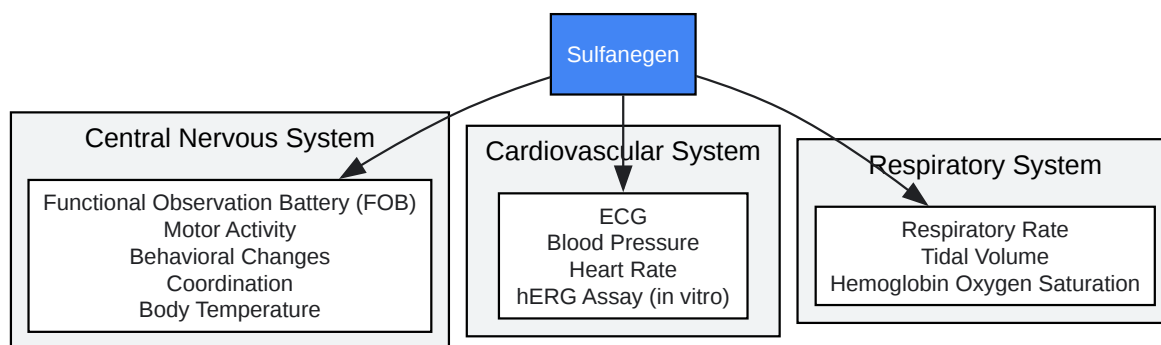 Sulfanegen
Central Nervous System
Functional Observation Battery (FOB)
Motor Activity
Behavioral Changes
Coordination
Body Temperature
Cardiovascular System
ECG
Blood Pressure
Heart Rate
hERG Assay (in vitro)
Respiratory System
Respiratory Rate
Tidal Volume
Hemoglobin Oxygen Saturation